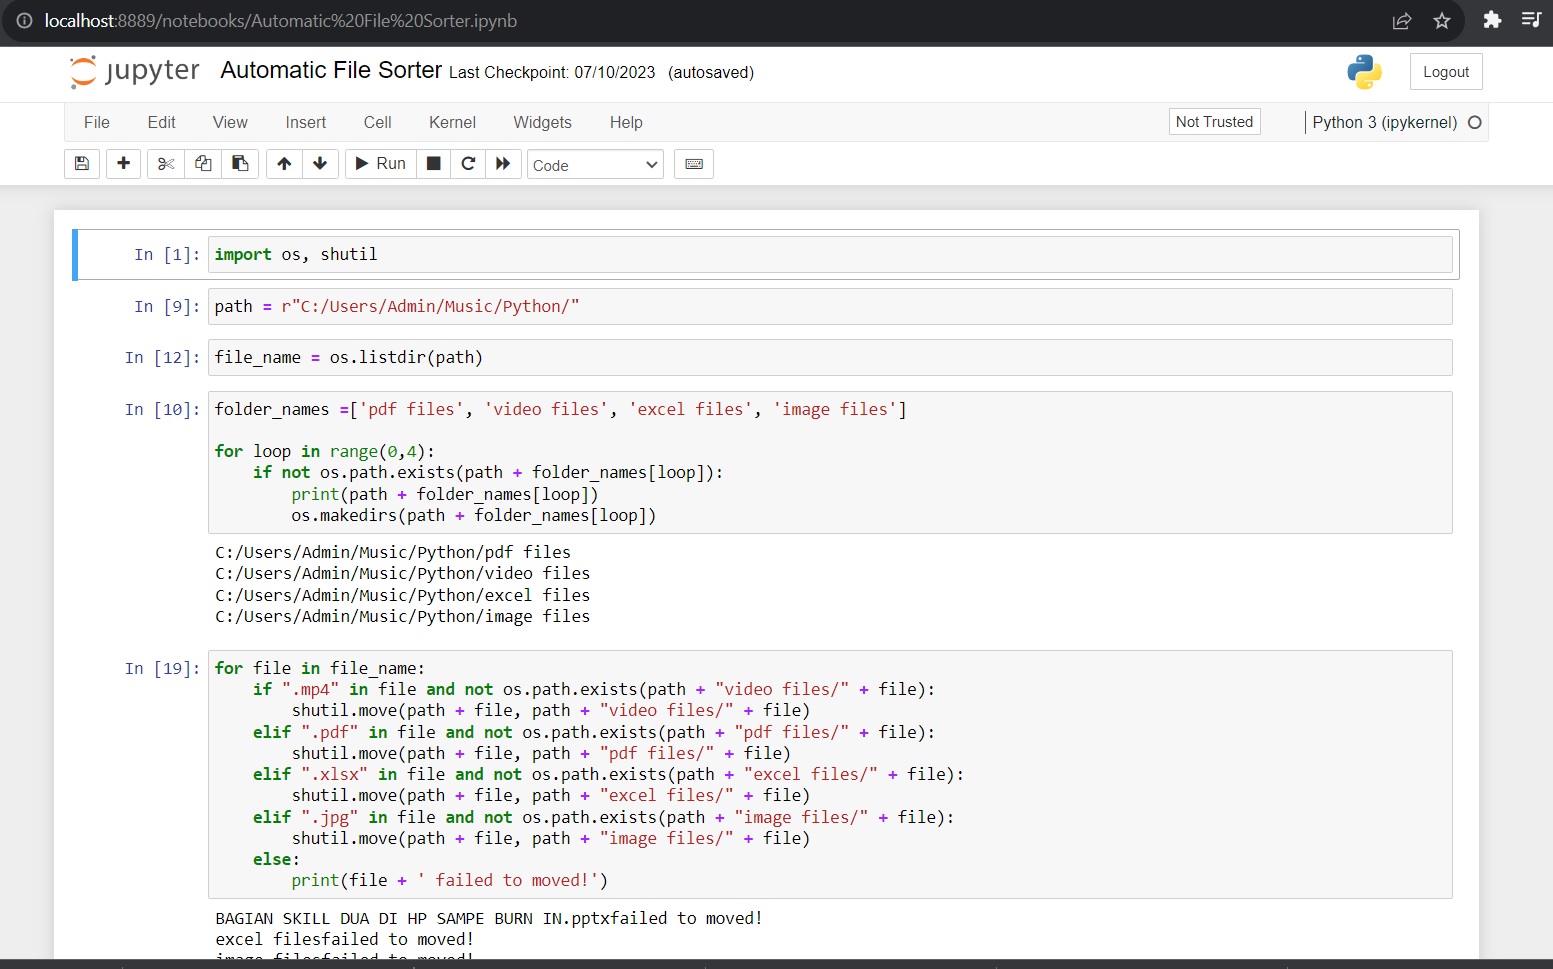 localhost:8889/notebooks/Automatic%20File%20Sorter.ipynb
jupyter Automatic File Sorter Last Checkpoint: 07/10/2023 (autosaved) Logout
File Edit View Insert Cell Kernel Widgets Help Not Trusted Python 3 (ipykernel)
Run Code
In [1]: import os, shutil
In [9]: path = r"C:/Users/Admin/Music/Python/"
In [12]: file_name = os.listdir(path)
In [10]: folder_names =['pdf files', 'video files', 'excel files', 'image files']
for loop in range(0,4):
    if not os.path.exists(path + folder_names[loop]):
        print(path + folder_names[loop])
        os.makedirs(path + folder_names[loop])
C:/Users/Admin/Music/Python/pdf files
C:/Users/Admin/Music/Python/video files
C:/Users/Admin/Music/Python/excel files
C:/Users/Admin/Music/Python/image files
In [19]: for file in file_name:
    if ".mp4" in file and not os.path.exists(path + "video files/" + file):
        shutil.move(path + file, path + "video files/" + file)
    elif ".pdf" in file and not os.path.exists(path + "pdf files/" + file):
        shutil.move(path + file, path + "pdf files/" + file)
    elif ".xlsx" in file and not os.path.exists(path + "excel files/" + file):
        shutil.move(path + file, path + "excel files/" + file)
    elif ".jpg" in file and not os.path.exists(path + "image files/" + file):
        shutil.move(path + file, path + "image files/" + file)
    else:
        print(file + ' failed to moved!')
BAGIAN SKILL DUA DI HP SAMPE BURN IN.pptxfailed to moved!
excel filesfailed to moved!
image filesfailed to moved!